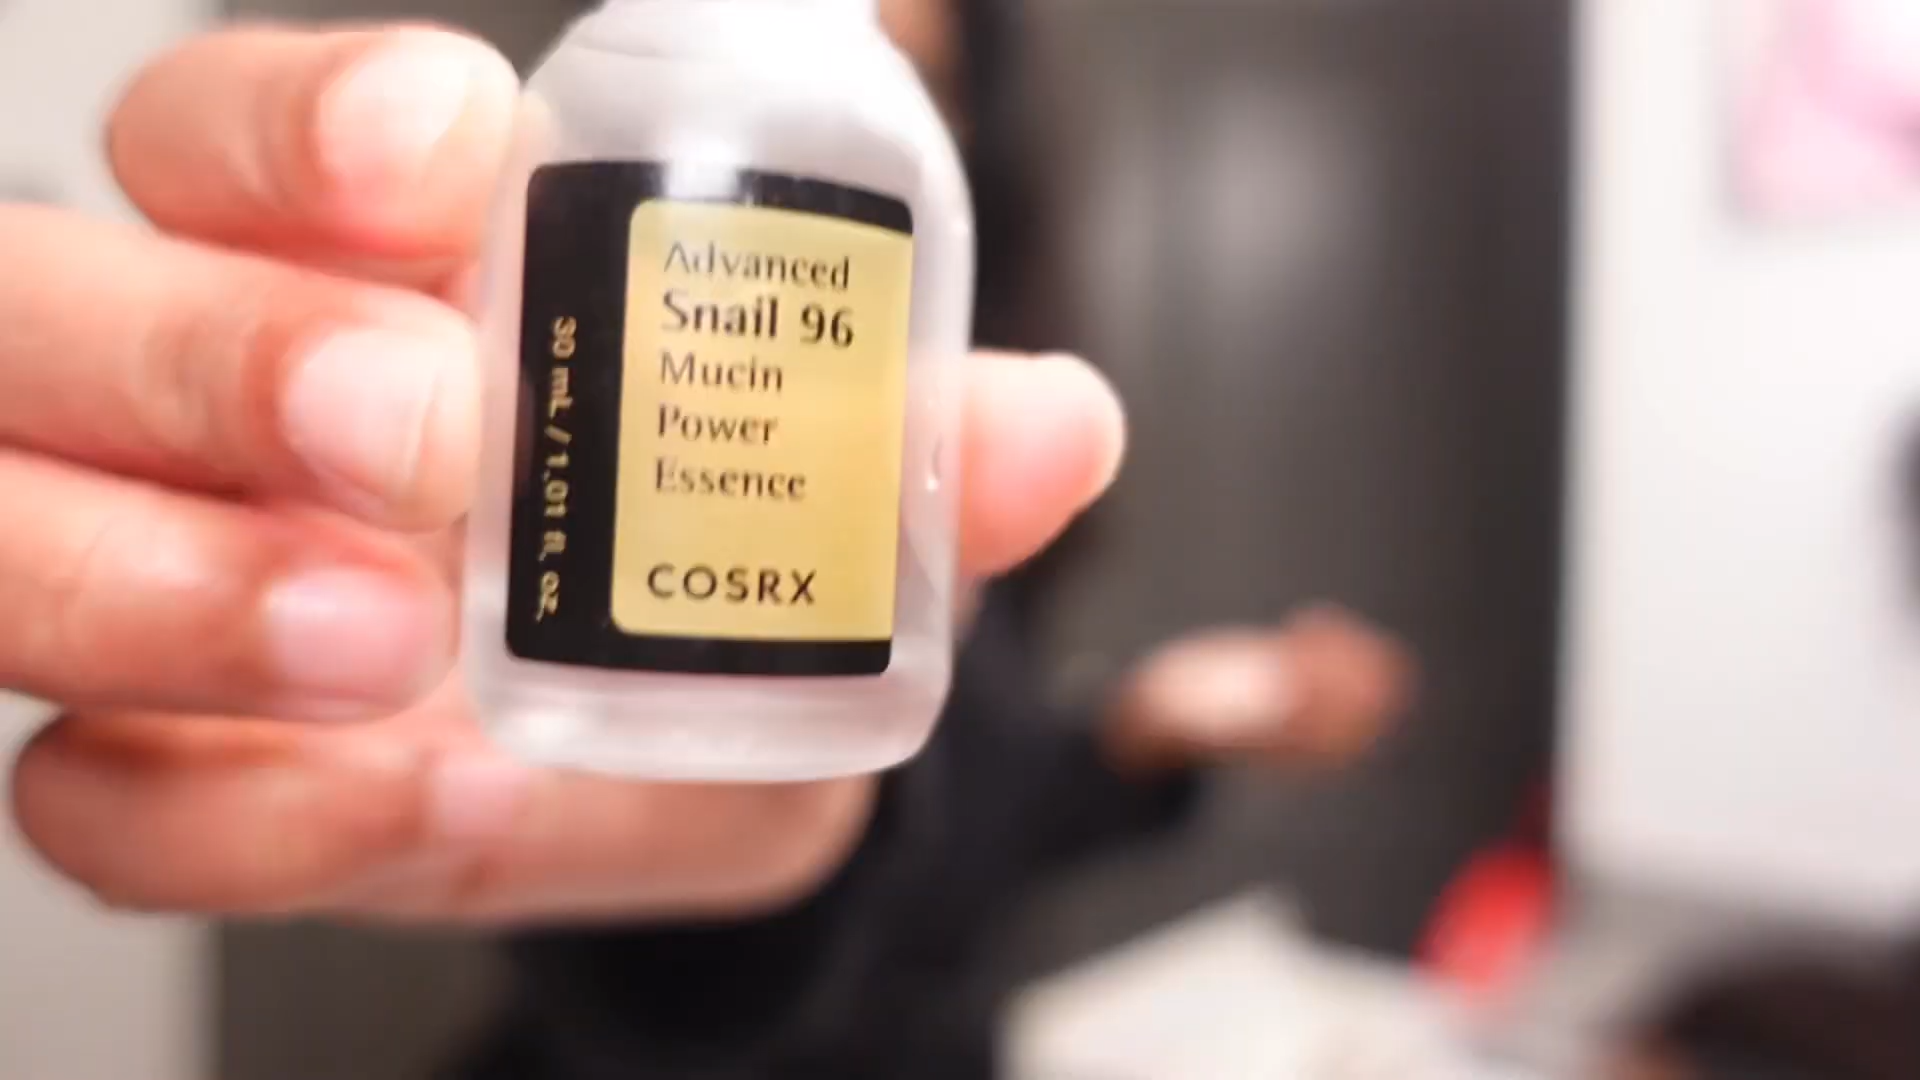 Advanced
Snail 96
Mucin
Power
Essence
COSRX
30 mL / 1.01 fl. oz.